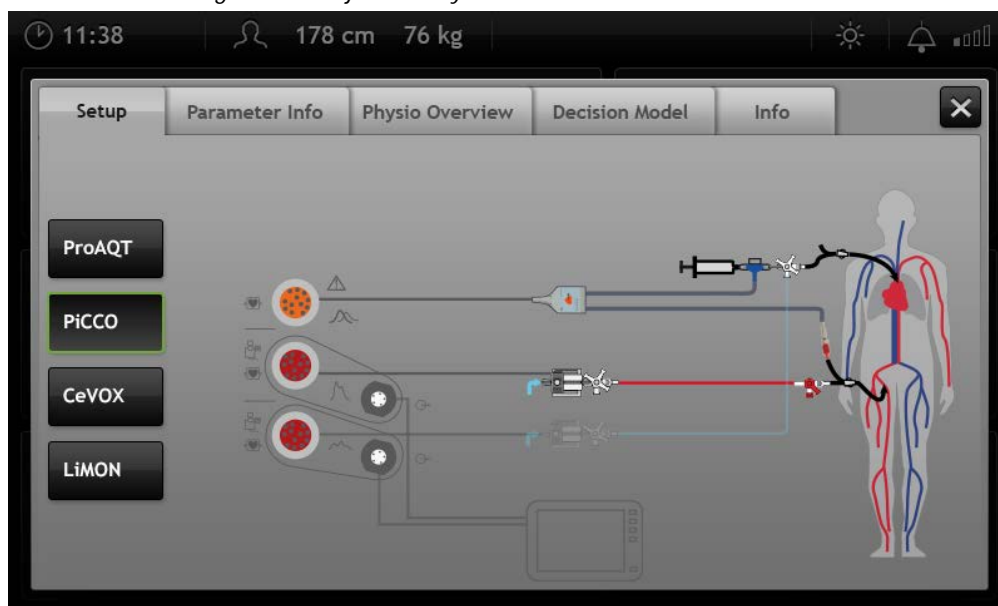 11:38 178 cm 76 kg
Setup Parameter Info Physio Overview Decision Model Info
ProAQT
PiCCO
CeVOX
LiMON